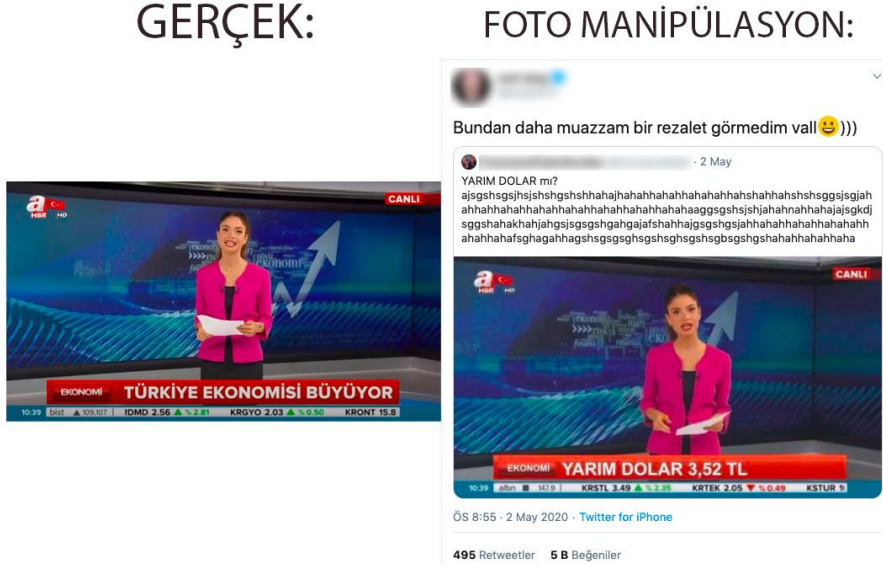 GERÇEK:
FOTO MANİPÜLASYON:
CANLI
a
HBR HD
EKONOMİ TÜRKİYE EKONOMİSİ BÜYÜYOR
10:39 bist ▲ 109,107 IDMD 2.56 ▲ % 2.81 KRGYO 2.03 ▲ % 0.50 KRONT 15.8
Bundan daha muazzam bir rezalet görmedim vall😀)))
· 2 May
YARIM DOLAR mı?
ajsgshsgsjhsjshshgshshhahajhahahhahahhahahahhahshahhahshshsggsjsgjah
ahhahhahahhahahhahahhahahhahahhahahahaaggsgshsjshjahahnahhahajajsgkdj
sggshahakhahjahgsjsgsgshgahgajafshahhajgsgshgsjahhahahhahahhahahahh
ahahhahafsghagahhagshsgsgsghsgshsghsgshsgbsgshgshahahhahahhaha
CANLI
a
HBR HD
EKONOMİ YARIM DOLAR 3,52 TL
10:39 altın 147.9 KRSTL 3.49 ▲ % 2.35 KRTEK 2.05 ▼ % 0.49 KSTUR
ÖS 8:55 · 2 May 2020 · Twitter for iPhone
495 Retweetler 5 B Beğeniler